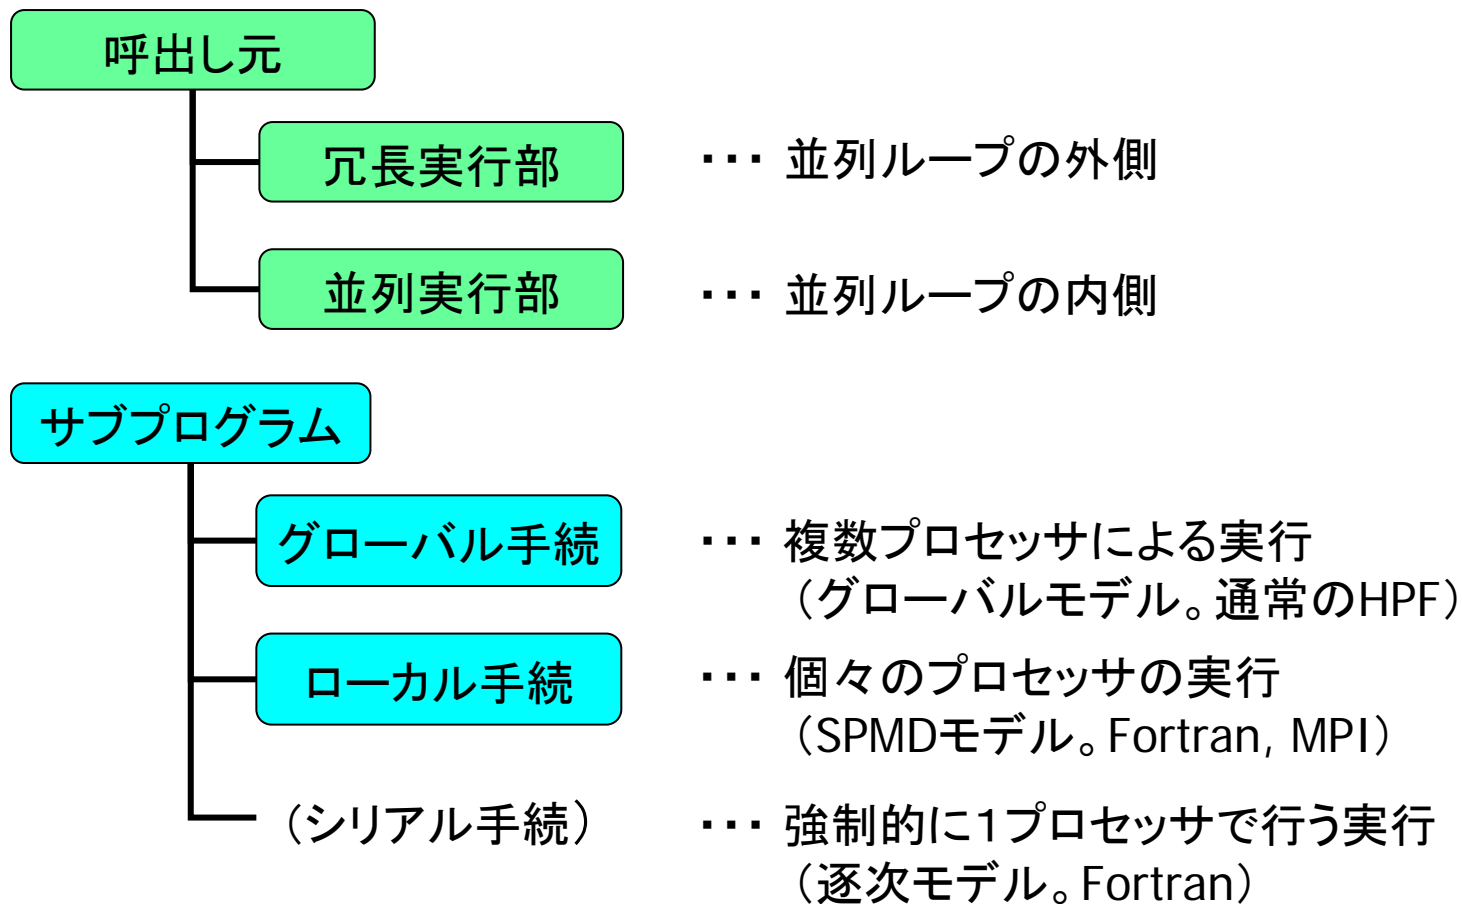 呼出し元
冗長実行部 ・・・ 並列ループの外側
並列実行部 ・・・ 並列ループの内側
サブプログラム
グローバル手続 ・・・ 複数プロセッサによる実行
（グローバルモデル。通常のHPF）
ローカル手続 ・・・ 個々のプロセッサの実行
（SPMDモデル。Fortran, MPI）
（シリアル手続） ・・・ 強制的に１プロセッサで行う実行
（逐次モデル。Fortran）